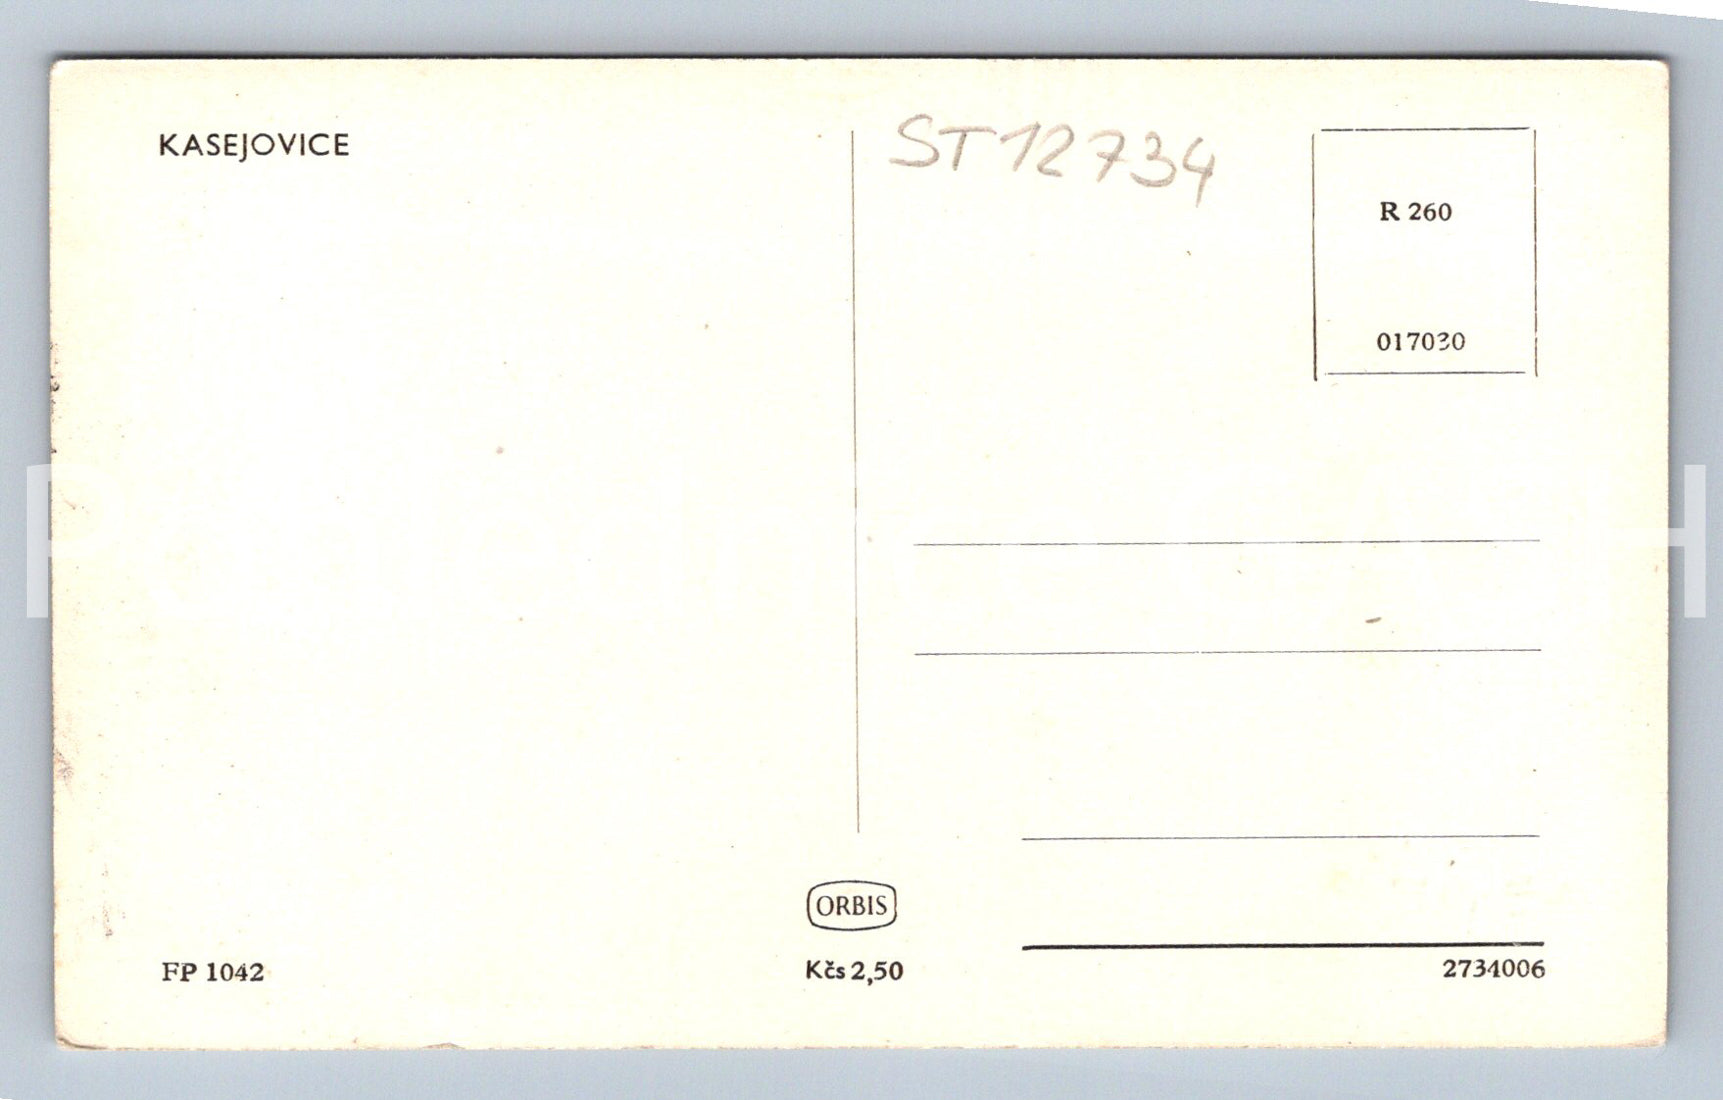 KASEJOVICE
ST12734
R 260
017030
ORBIS
FP 1042
Kčs 2,50
2734006